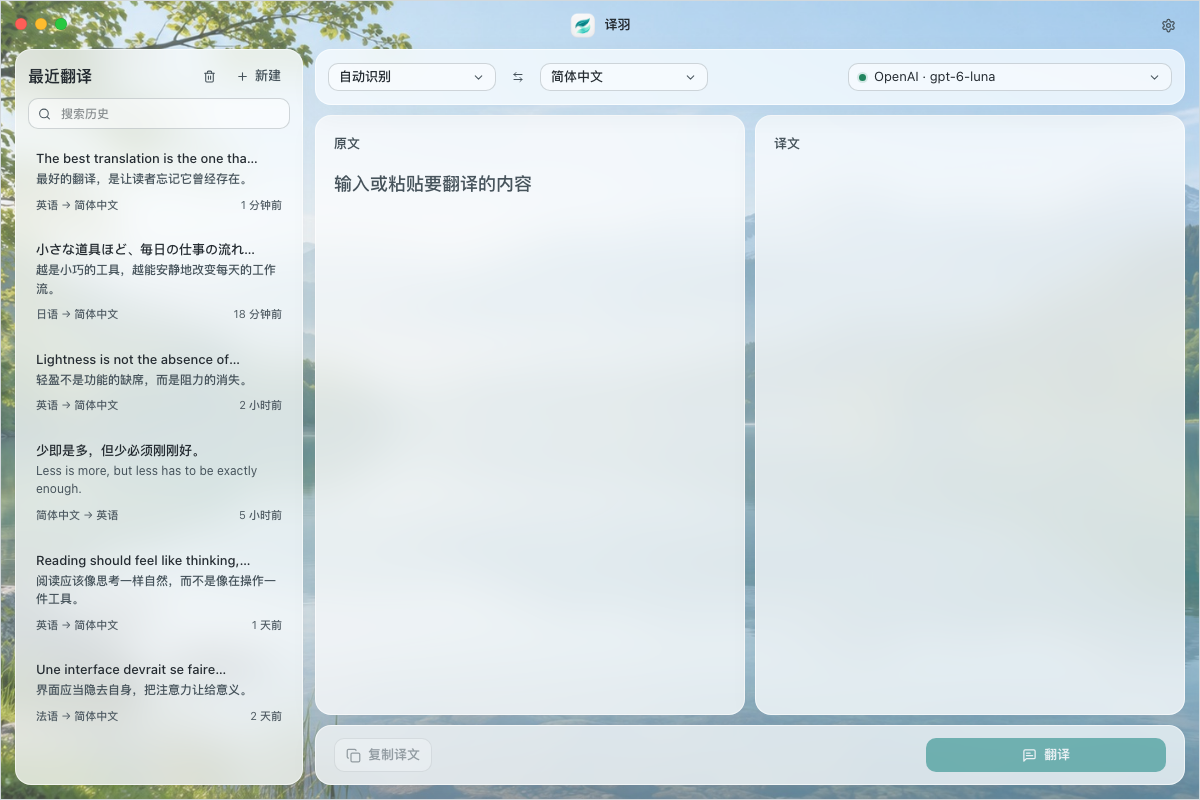 译羽
最近翻译
新建
搜索历史
The best translation is the one tha...
最好的翻译，是让读者忘记它曾经存在。
英语 → 简体中文 1 分钟前
小さな道具ほど、毎日の仕事の流れ...
越是小巧的工具，越能安静地改变每天的工作
流。
日语 → 简体中文 18 分钟前
Lightness is not the absence of...
轻盈不是功能的缺席，而是阻力的消失。
英语 → 简体中文 2 小时前
少即是多，但少必须刚刚好。
Less is more, but less has to be exactly
enough.
简体中文 → 英语 5 小时前
Reading should feel like thinking,...
阅读应该像思考一样自然，而不是像在操作一
件工具。
英语 → 简体中文 1 天前
Une interface devrait se faire...
界面应当隐去自身，把注意力让给意义。
法语 → 简体中文 2 天前
自动识别
简体中文
OpenAI · gpt-6-luna
原文
输入或粘贴要翻译的内容
译文
复制译文
翻译